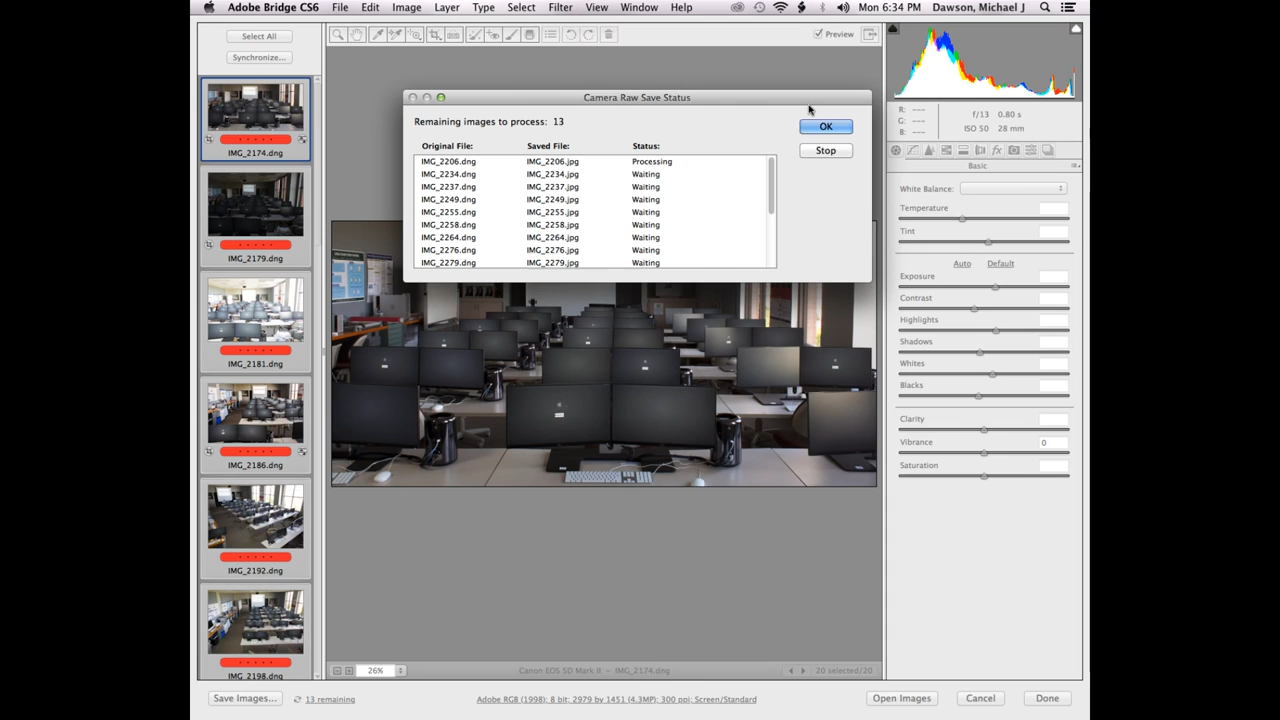 Adobe Bridge CS6 File Edit Image Layer Type Select Filter View Window Help Mon 6:34 PM Dawson, Michael J
Select All
Synchronize...
Preview
IMG_2174.dng
IMG_2179.dng
IMG_2181.dng
IMG_2186.dng
IMG_2192.dng
IMG_2198.dng
Camera Raw Save Status
Remaining images to process: 13
OK
Stop
Original File: Saved File: Status:
IMG_2206.dng IMG_2206.jpg Processing
IMG_2234.dng IMG_2234.jpg Waiting
IMG_2237.dng IMG_2237.jpg Waiting
IMG_2249.dng IMG_2249.jpg Waiting
IMG_2255.dng IMG_2255.jpg Waiting
IMG_2258.dng IMG_2258.jpg Waiting
IMG_2264.dng IMG_2264.jpg Waiting
IMG_2276.dng IMG_2276.jpg Waiting
IMG_2279.dng IMG_2279.jpg Waiting
R: --- f/13 0.80 s
G: ---
B: --- ISO 50 28 mm
Basic
White Balance:
Temperature
Tint
Auto Default
Exposure
Contrast
Highlights
Shadows
Whites
Blacks
Clarity
Vibrance 0
Saturation
26% Canon EOS 5D Mark II – IMG_2174.dng 20 selected/20
Save Images... 13 remaining Adobe RGB (1998); 8 bit; 2979 by 1451 (4.3MP); 300 ppi; Screen/Standard Open Images Cancel Done